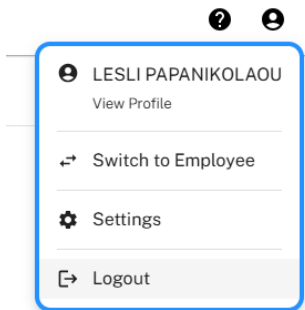 LESLI PAPANIKOLAOU
View Profile
Switch to Employee
Settings
Logout